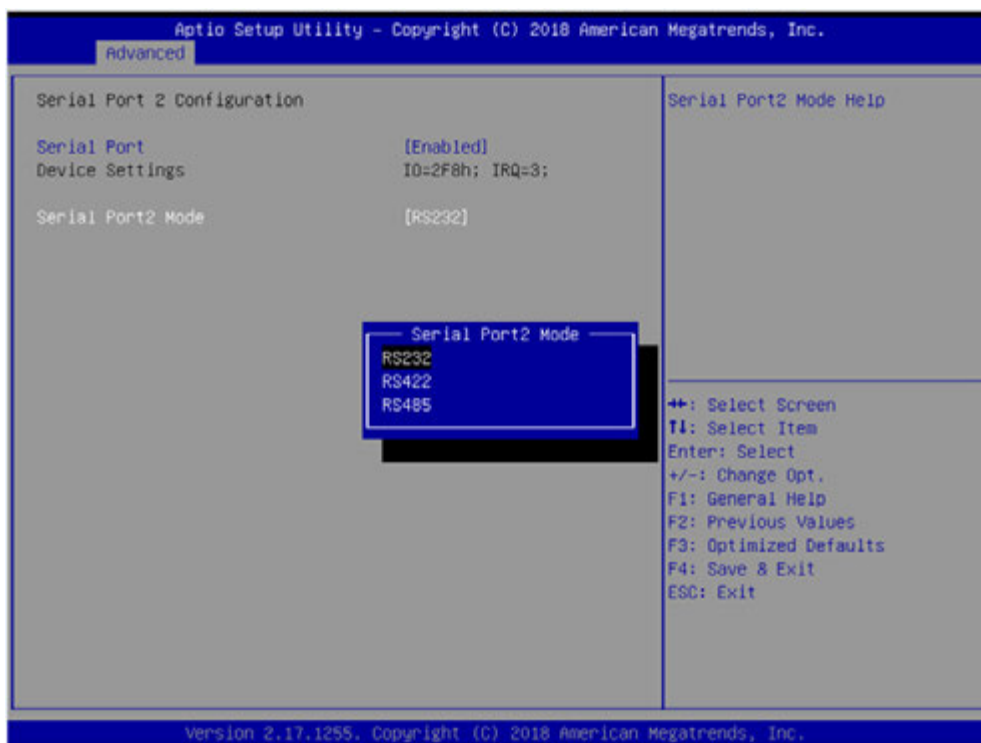 Aptio Setup Utility - Copyright (C) 2018 American Megatrends, Inc.
Advanced
Serial Port 2 Configuration
Serial Port [Enabled]
Device Settings IO=2F8h; IRQ=3;
Serial Port2 Mode [RS232]
Serial Port2 Mode Help
Serial Port2 Mode
RS232
RS422
RS485
→←: Select Screen
↑↓: Select Item
Enter: Select
+/-: Change Opt.
F1: General Help
F2: Previous Values
F3: Optimized Defaults
F4: Save & Exit
ESC: Exit
Version 2.17.1255. Copyright (C) 2018 American Megatrends, Inc.